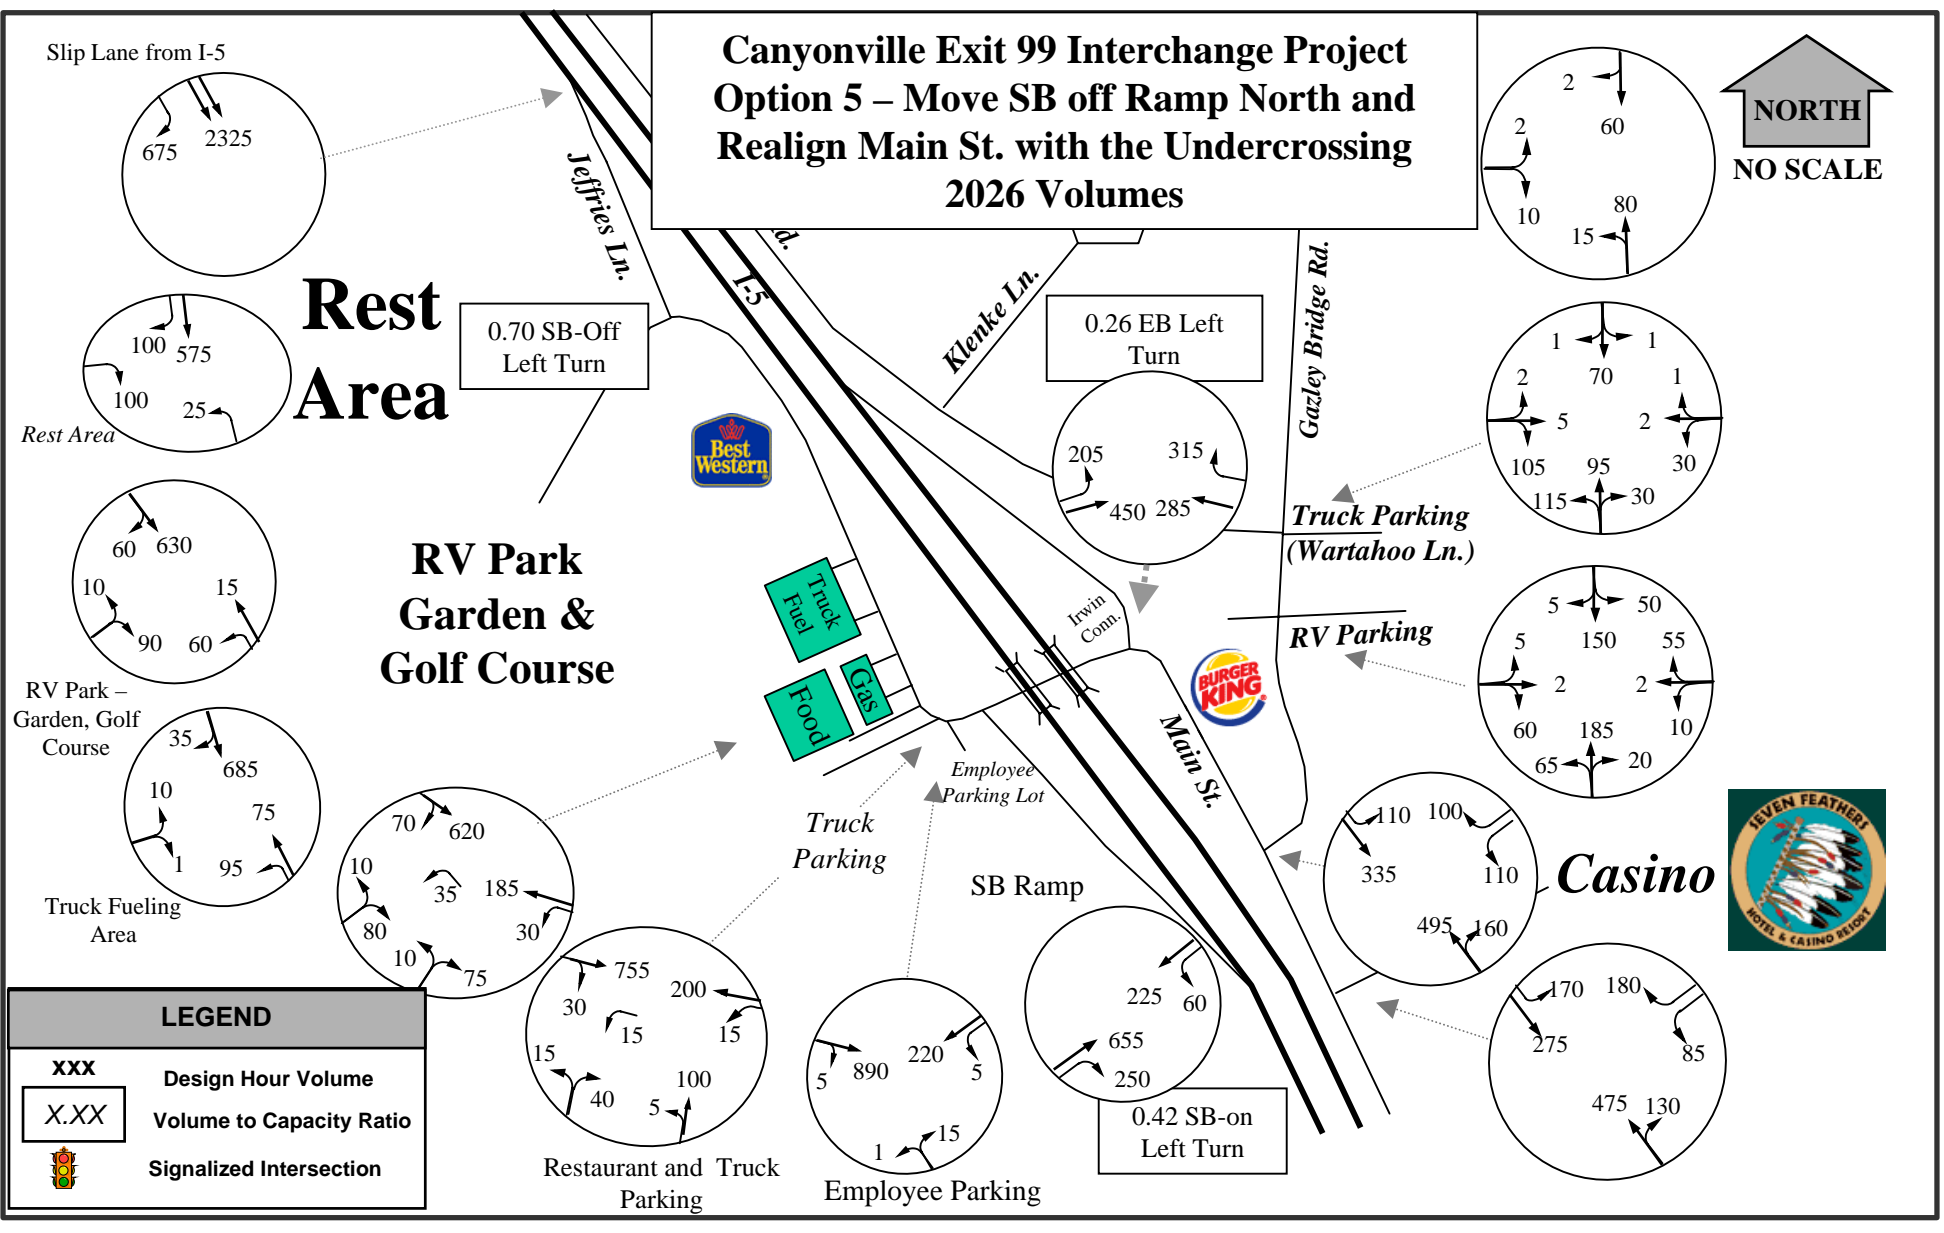 Canyonville Exit 99 Interchange Project
Option 5 – Move SB off Ramp North and
Realign Main St. with the Undercrossing
2026 Volumes
NORTH
NO SCALE
Slip Lane from I-5
675
2325
Jeffries Ln.
I-5
d.
Klenke Ln.
Gazley Bridge Rd.
2
60
2
10
80
15
Rest
Area
100
575
100
25
Rest Area
0.70 SB-Off
Left Turn
0.26 EB Left
Turn
205
315
450
285
1
1
70
2
5
105
1
2
30
95
115
30
Best
Western
Truck Parking
(Wartahoo Ln.)
60
630
10
90
15
60
RV Park –
Garden, Golf
Course
RV Park
Garden &
Golf Course
Truck
Fuel
Gas
Food
Irwin
Conn.
BURGER
KING
RV Parking
5
50
150
5
2
60
55
2
10
185
65
20
35
685
10
1
75
95
Truck Fueling
Area
70
620
10
80
35
185
30
10
75
Employee
Parking Lot
Truck
Parking
Main St.
SB Ramp
110
100
335
110
495
160
Casino
SEVEN FEATHERS
HOTEL & CASINO RESORT
LEGEND
xxx
Design Hour Volume
X.XX
Volume to Capacity Ratio
Signalized Intersection
755
30
200
15
15
15
40
100
5
Restaurant and Truck
Parking
5
890
220
5
1
15
Employee Parking
225
60
655
250
0.42 SB-on
Left Turn
170
180
275
85
475
130